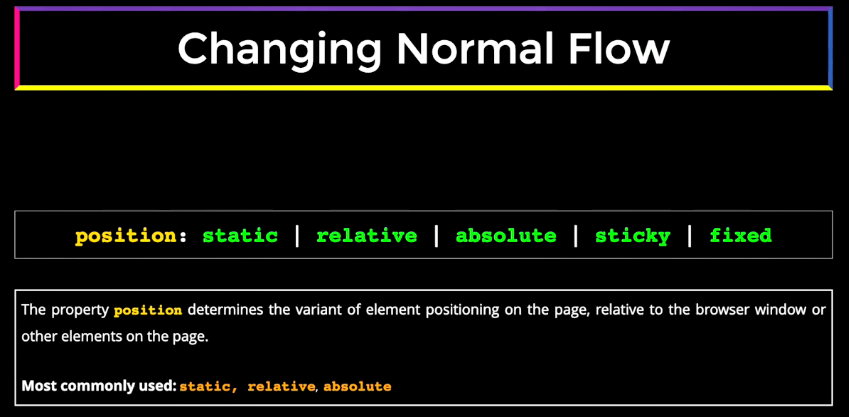 Changing Normal Flow
position: static | relative | absolute | sticky | fixed
The property position determines the variant of element positioning on the page, relative to the browser window or
other elements on the page.
Most commonly used: static, relative, absolute